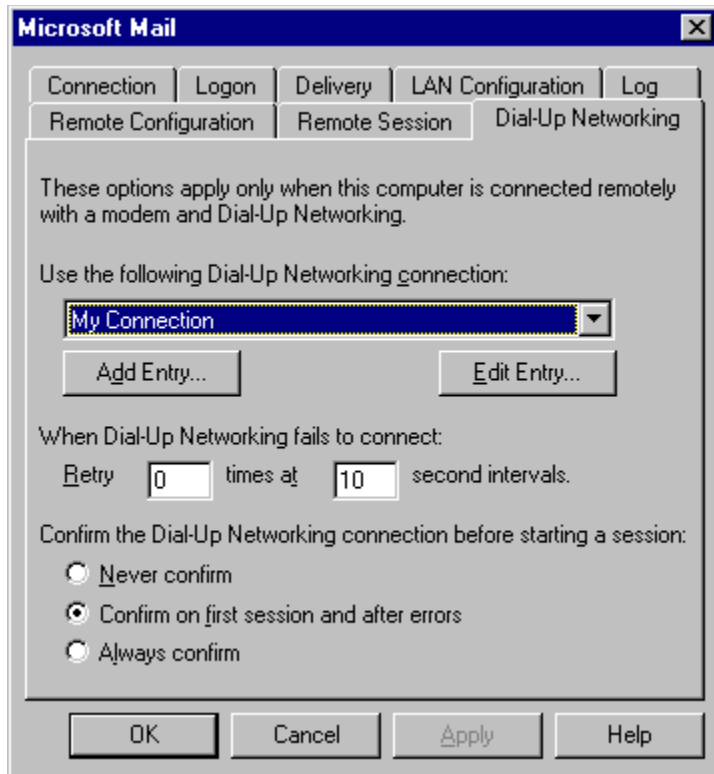 Microsoft Mail
Connection Logon Delivery LAN Configuration Log
Remote Configuration Remote Session Dial-Up Networking
These options apply only when this computer is connected remotely
with a modem and Dial-Up Networking.
Use the following Dial-Up Networking connection:
My Connection
Add Entry... Edit Entry...
When Dial-Up Networking fails to connect:
Retry 0 times at 10 second intervals.
Confirm the Dial-Up Networking connection before starting a session:
Never confirm
Confirm on first session and after errors
Always confirm
OK Cancel Apply Help